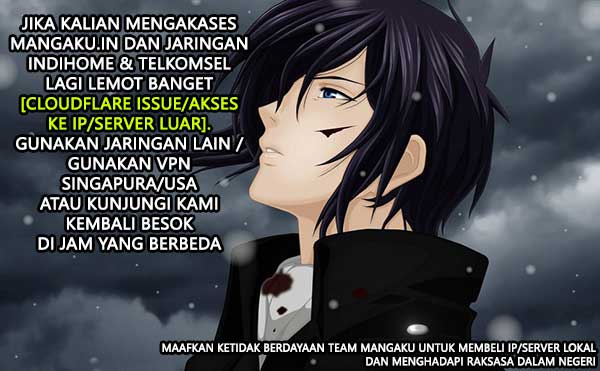 JIKA KALIAN MENGAKASES
MANGAKU.IN DAN JARINGAN
INDIHOME & TELKOMSEL
LAGI LEMOT BANGET
[CLOUDFLARE ISSUE/AKSES
KE IP/SERVER LUAR].
GUNAKAN JARINGAN LAIN /
GUNAKAN VPN
SINGAPURA/USA
ATAU KUNJUNGI KAMI
KEMBALI BESOK
DI JAM YANG BERBEDA
MAAFKAN KETIDAK BERDAYAAN TEAM MANGAKU UNTUK MEMBELI IP/SERVER LOKAL
DAN MENGHADAPI RAKSASA DALAM NEGERI